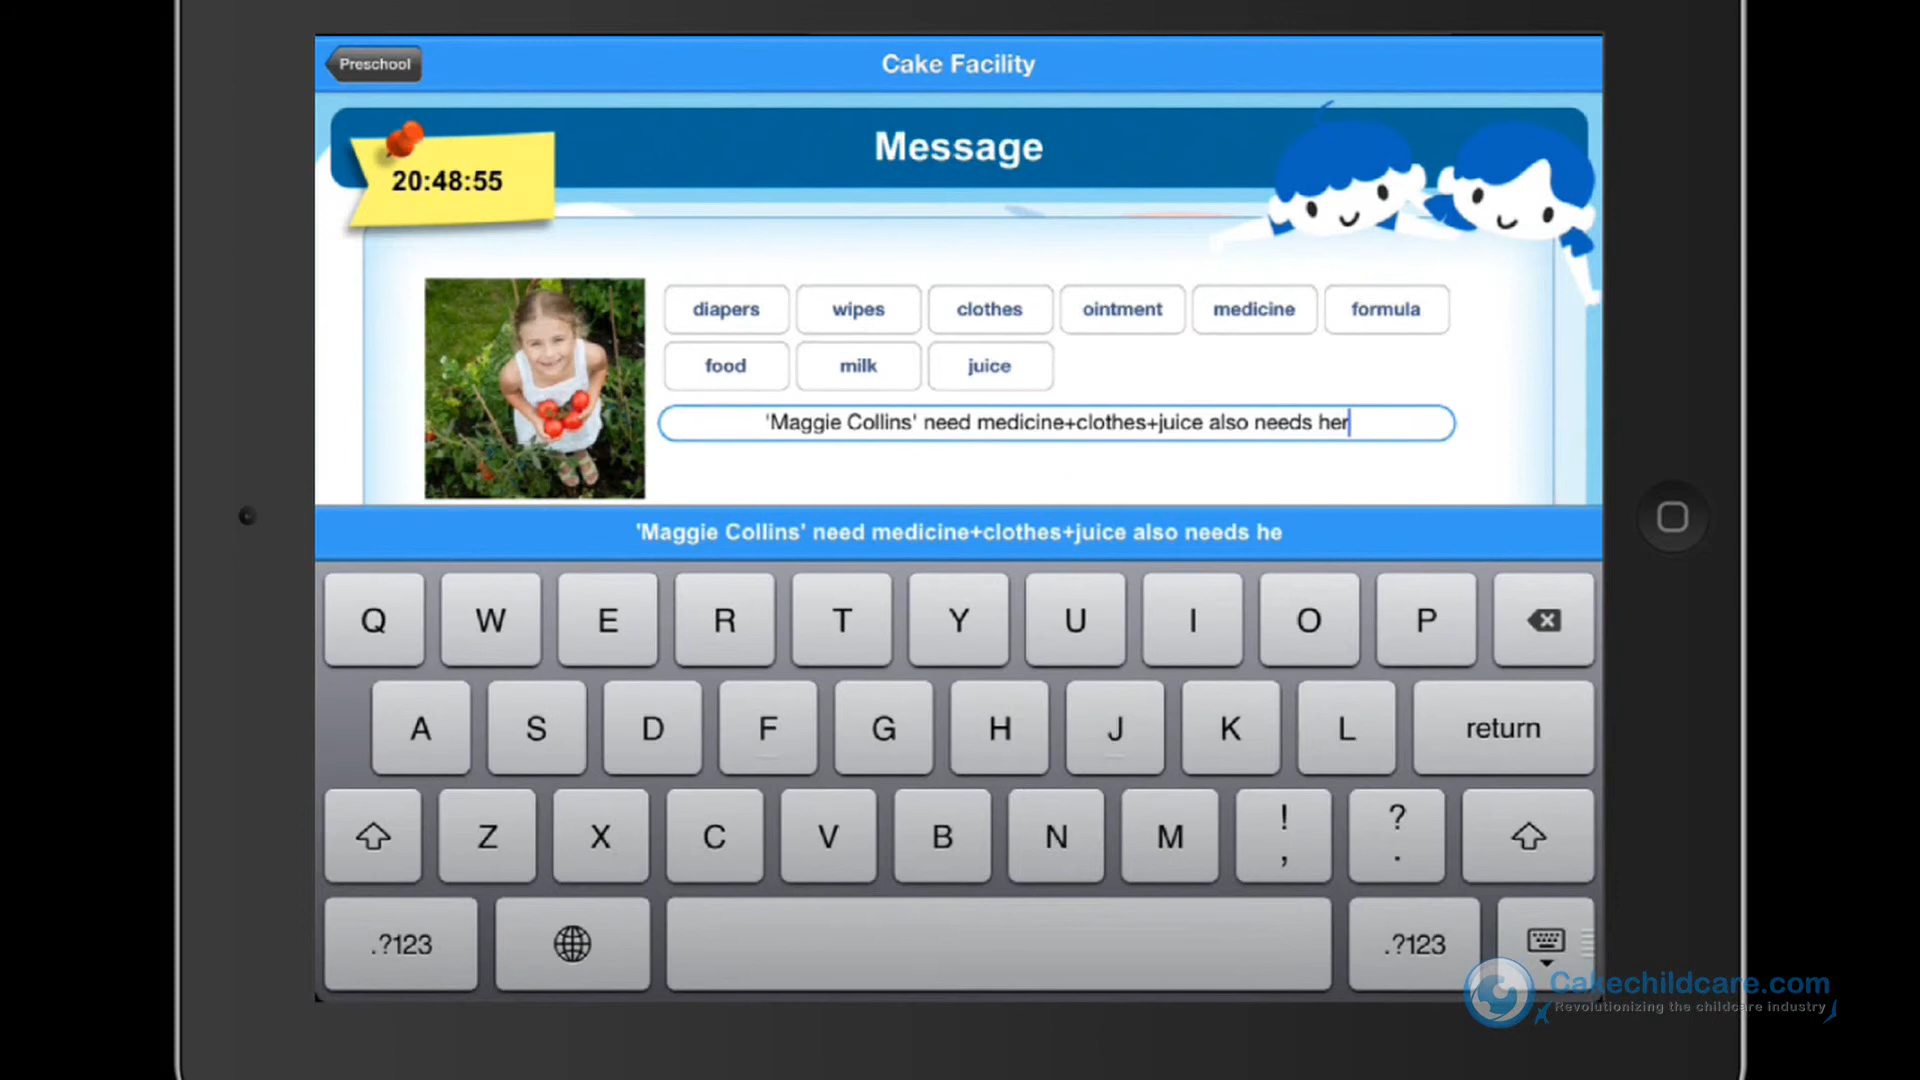 Preschool
Cake Facility
Message
20:48:55
diapers wipes clothes ointment medicine formula
food milk juice
'Maggie Collins' need medicine+clothes+juice also needs her
'Maggie Collins' need medicine+clothes+juice also needs he
Q W E R T Y U I O P
A S D F G H J K L return
Z X C V B N M ! , ? .
.?123 .?123
Cakechildcare.com
Revolutionizing the childcare industry